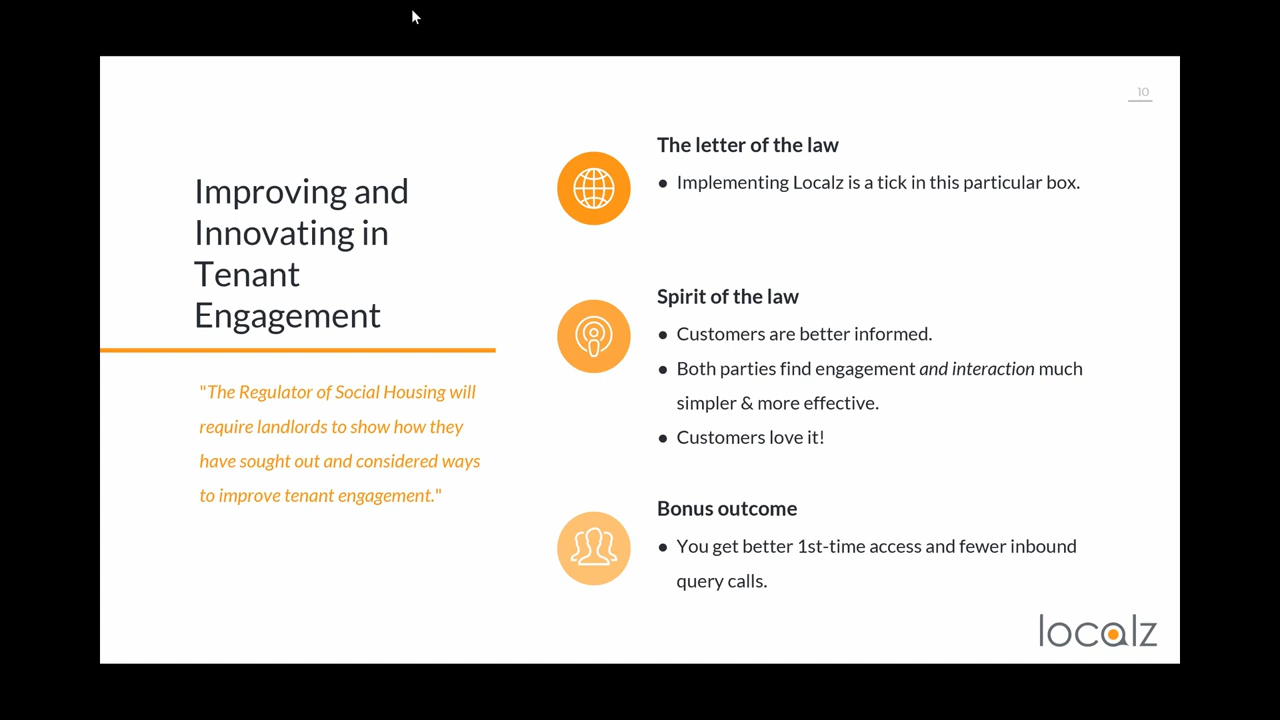 10
Improving and
Innovating in
Tenant
Engagement
"The Regulator of Social Housing will
require landlords to show how they
have sought out and considered ways
to improve tenant engagement."
The letter of the law
● Implementing Localz is a tick in this particular box.
Spirit of the law
● Customers are better informed.
● Both parties find engagement and interaction much
simpler & more effective.
● Customers love it!
Bonus outcome
● You get better 1st-time access and fewer inbound
query calls.
localz